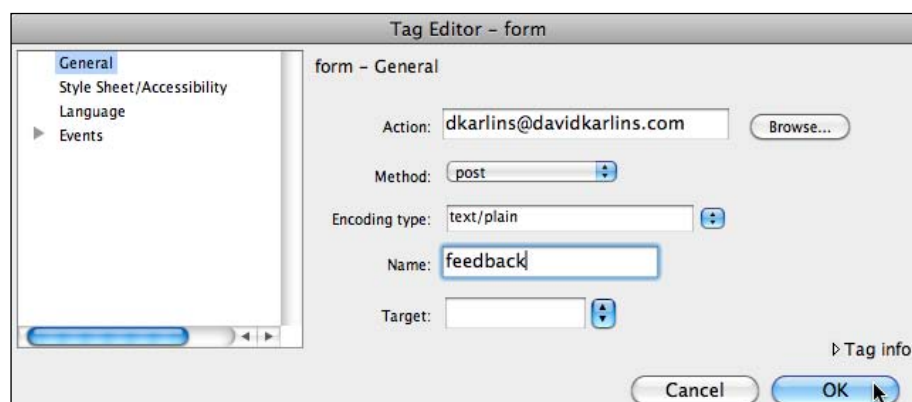 Tag Editor – form
General
Style Sheet/Accessibility
Language
Events
form – General
Action: dkarlins@davidkarlins.com Browse...
Method: post
Encoding type: text/plain
Name: feedback
Target:
Tag info
Cancel OK